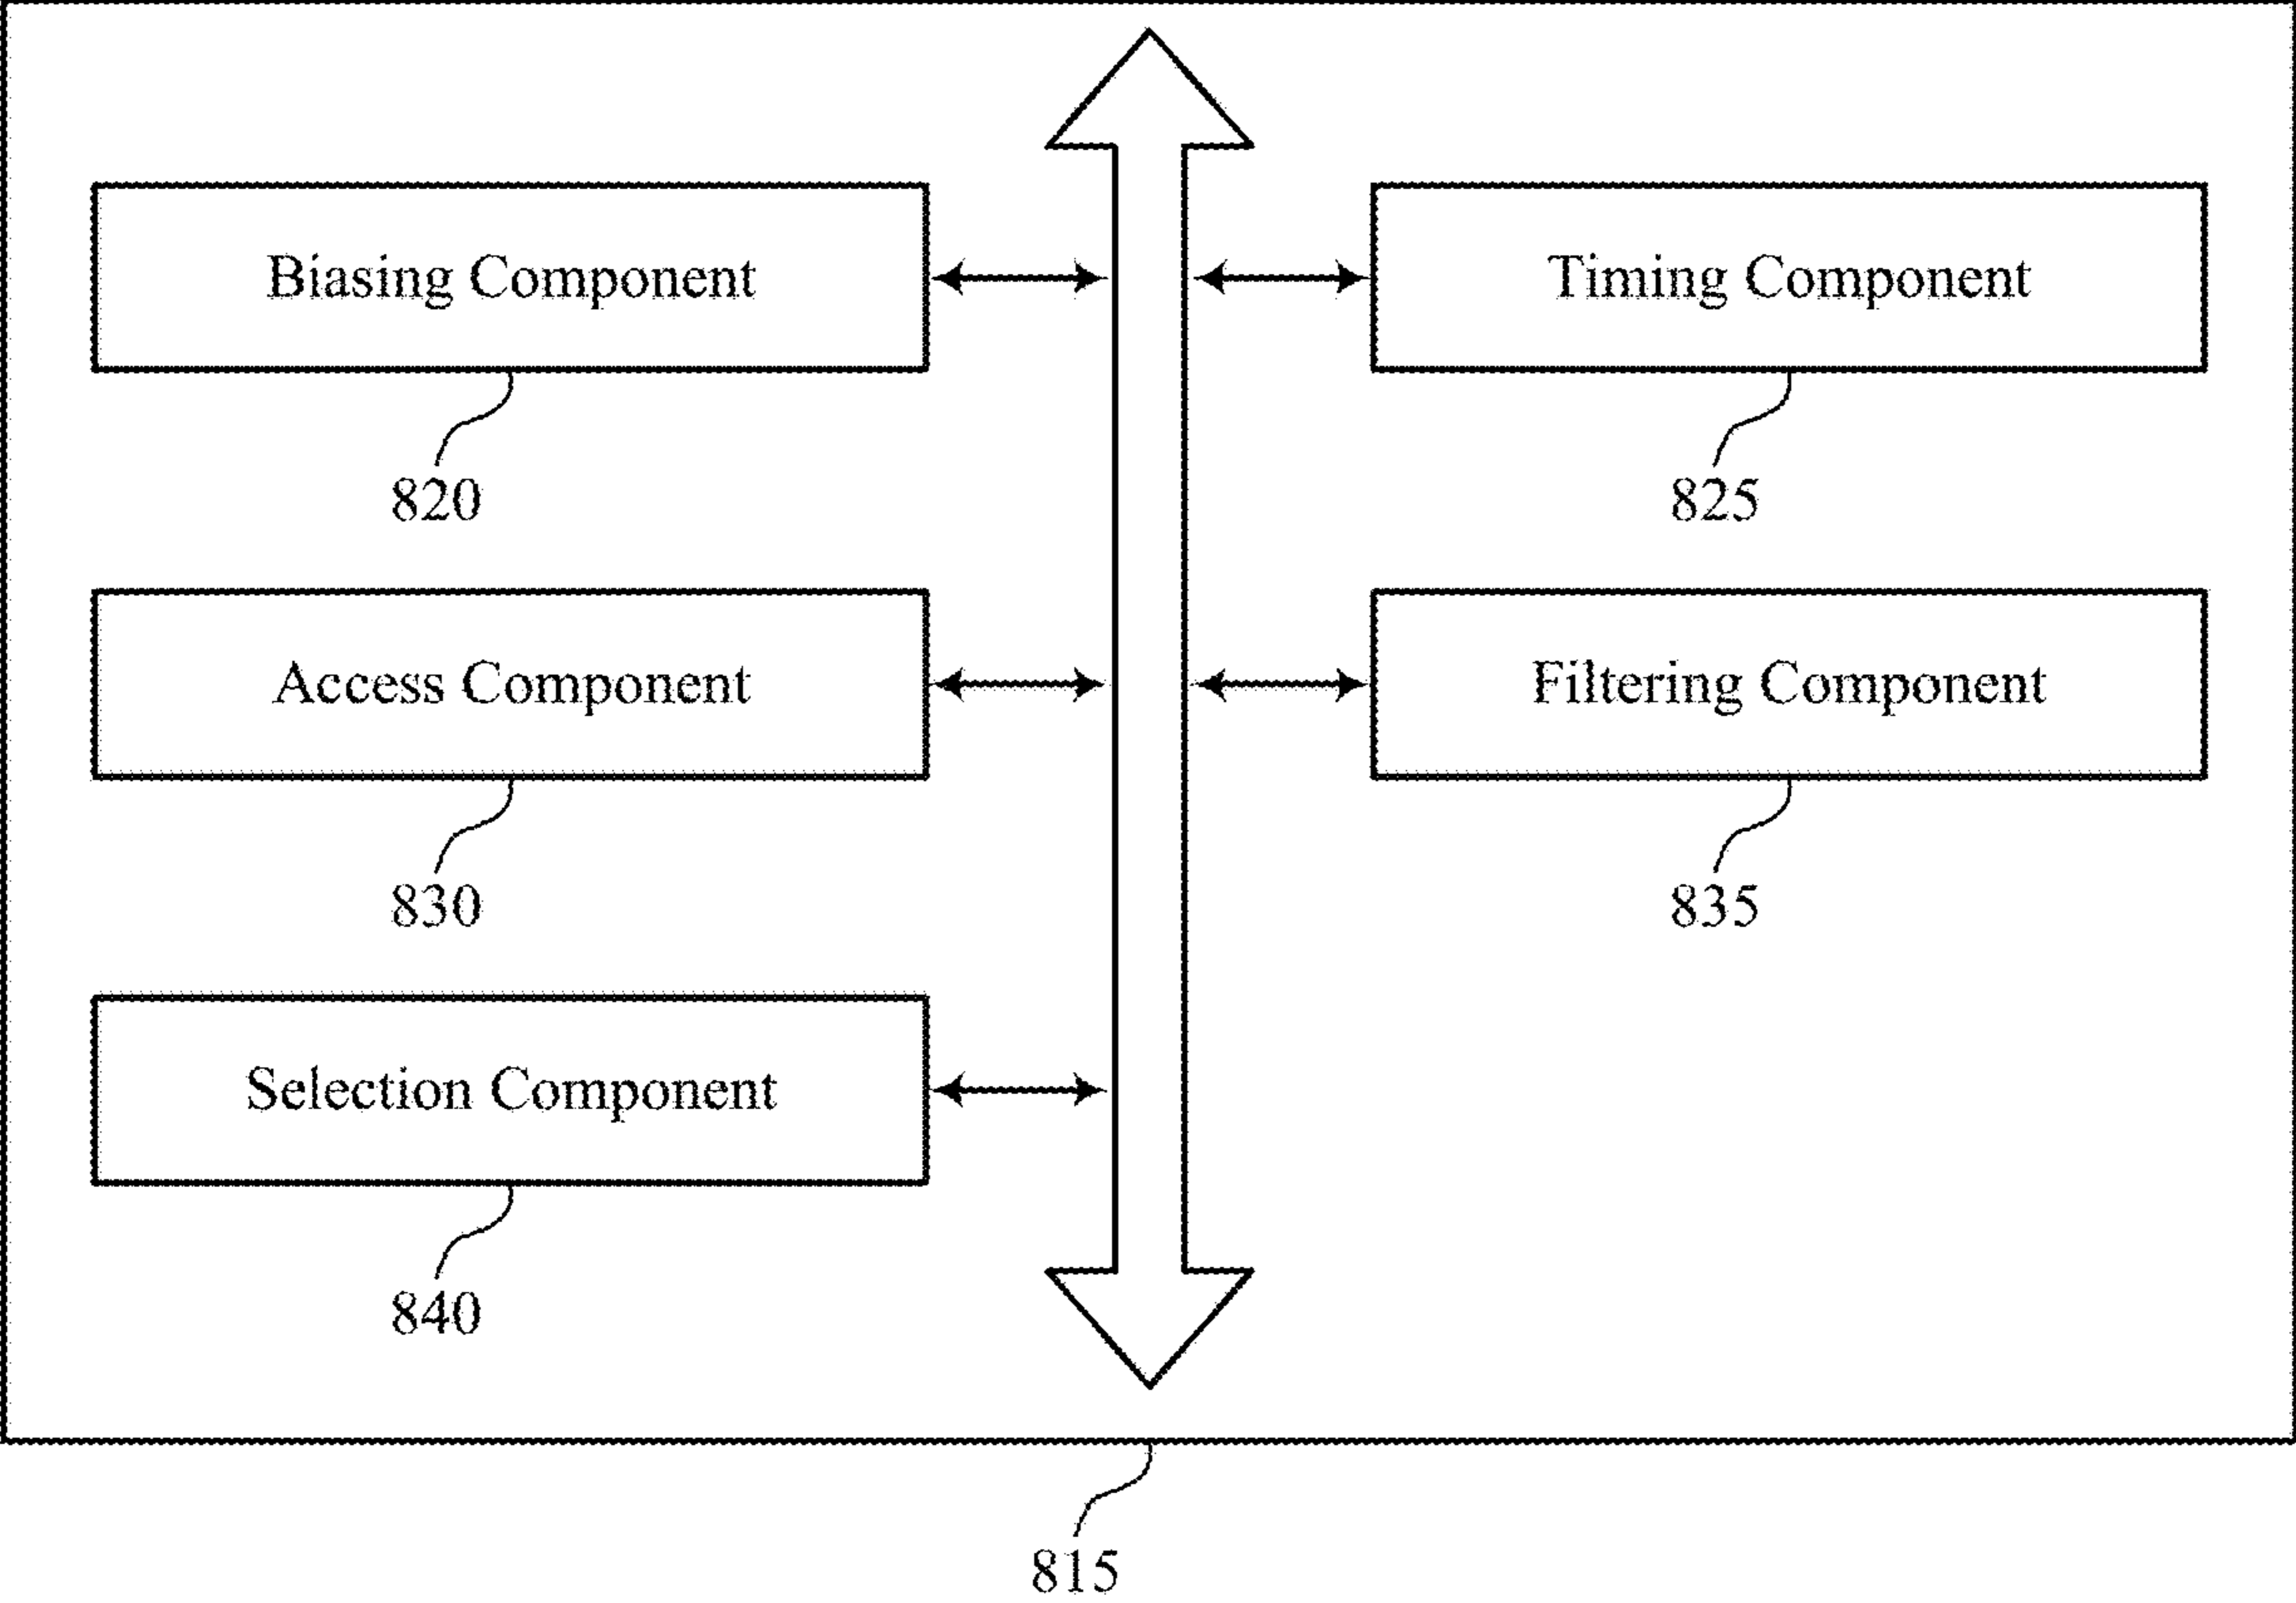 Biasing Component
Timing Component
820
825
Access Component
Filtering Component
830
835
Selection Component
840
815